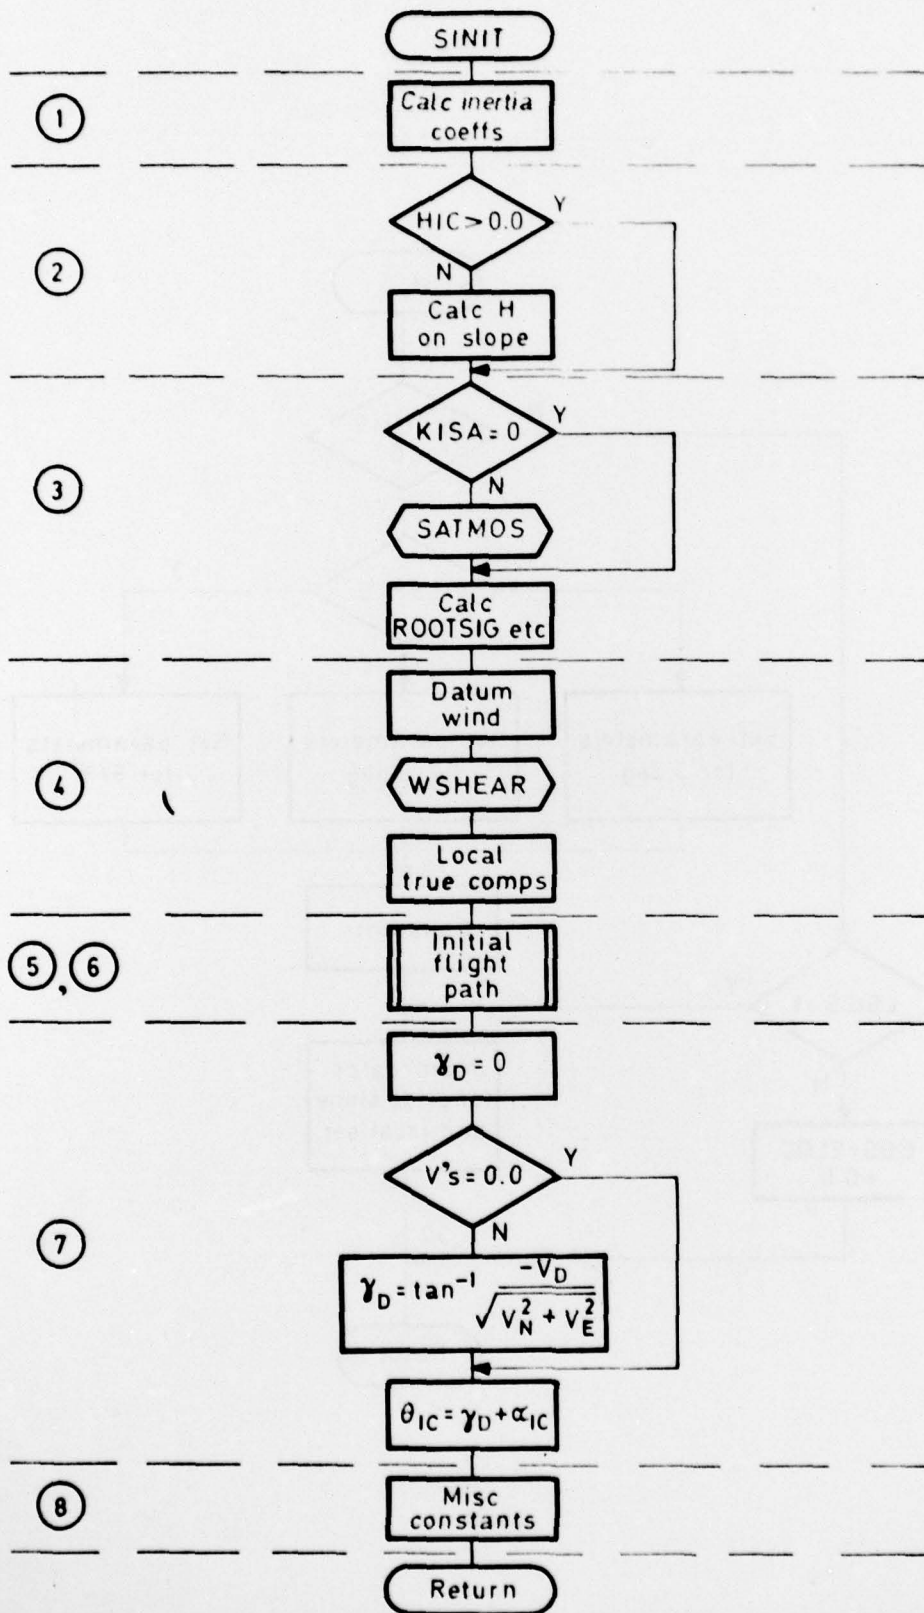 SINIT
1
Calc inertia
coeffs
HIC > 0.0
Y
N
2
Calc H
on slope
KISA = 0
Y
N
3
SATMOS
Calc
ROOTSIG etc
Datum
wind
4
WSHEAR
Local
true comps
5, 6
Initial
flight
path
γD = 0
V's = 0.0
Y
N
7
γD = tan⁻¹ -VD / √(VN² + VE²)
θIC = γD + αIC
8
Misc
constants
Return